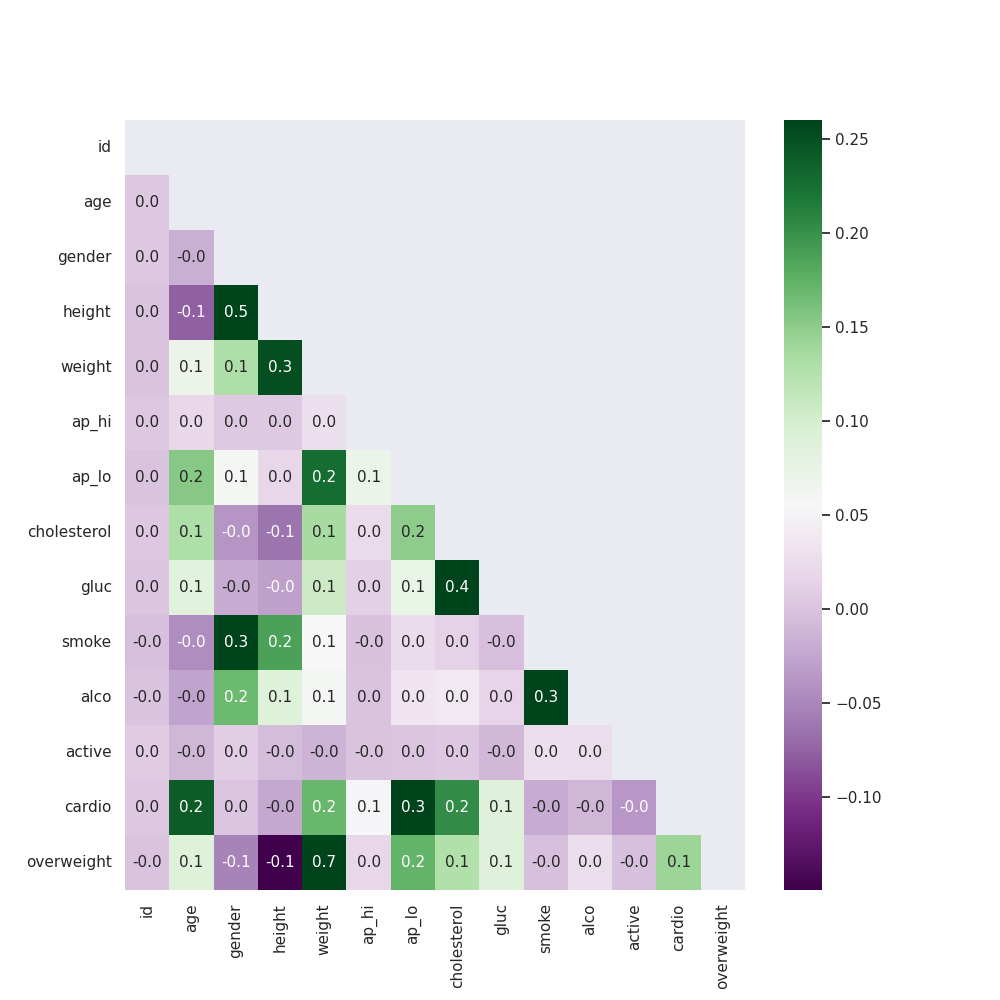 id
age 0.0
gender 0.0 -0.0
height 0.0 -0.1 0.5
weight 0.0 0.1 0.1 0.3
ap_hi 0.0 0.0 0.0 0.0 0.0
ap_lo 0.0 0.2 0.1 0.0 0.2 0.1
cholesterol 0.0 0.1 -0.0 -0.1 0.1 0.0 0.2
gluc 0.0 0.1 -0.0 -0.0 0.1 0.0 0.1 0.4
smoke -0.0 -0.0 0.3 0.2 0.1 -0.0 0.0 0.0 -0.0
alco -0.0 -0.0 0.2 0.1 0.1 0.0 0.0 0.0 0.0 0.3
active 0.0 -0.0 0.0 -0.0 -0.0 -0.0 0.0 0.0 -0.0 0.0 0.0
cardio 0.0 0.2 0.0 -0.0 0.2 0.1 0.3 0.2 0.1 -0.0 -0.0 -0.0
overweight -0.0 0.1 -0.1 -0.1 0.7 0.0 0.2 0.1 0.1 -0.0 0.0 -0.0 0.1
id age gender height weight ap_hi ap_lo cholesterol gluc smoke alco active cardio overweight
0.25
0.20
0.15
0.10
0.05
0.00
−0.05
−0.10